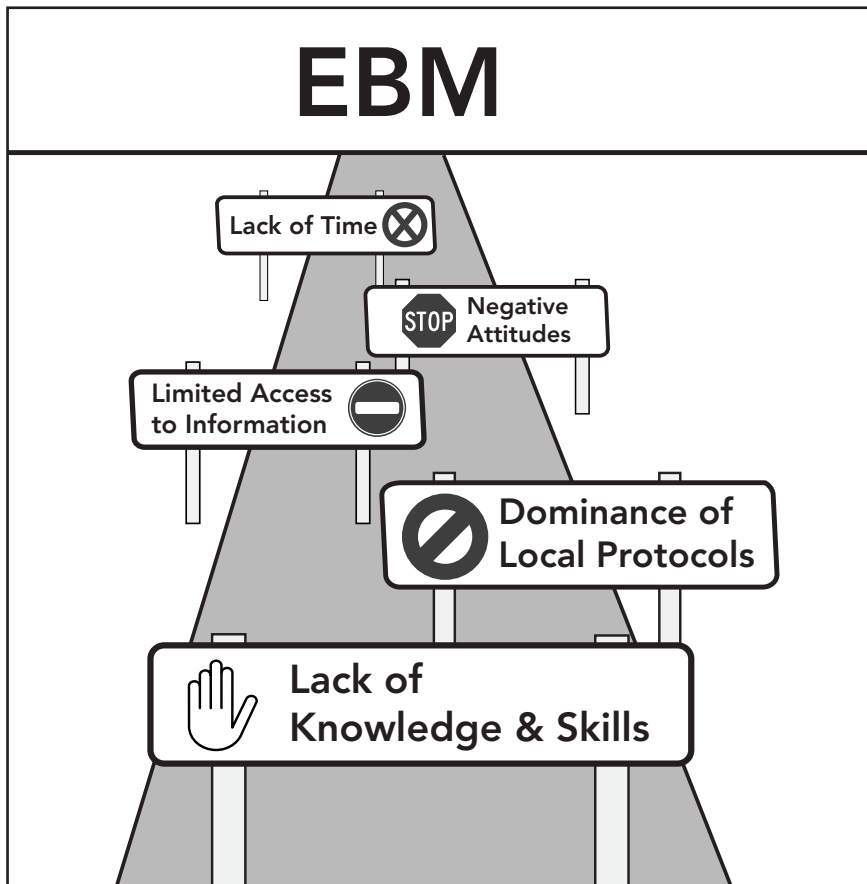 EBM
Lack of Time
STOP
Negative
Attitudes
Limited Access
to Information
Dominance of
Local Protocols
Lack of
Knowledge & Skills